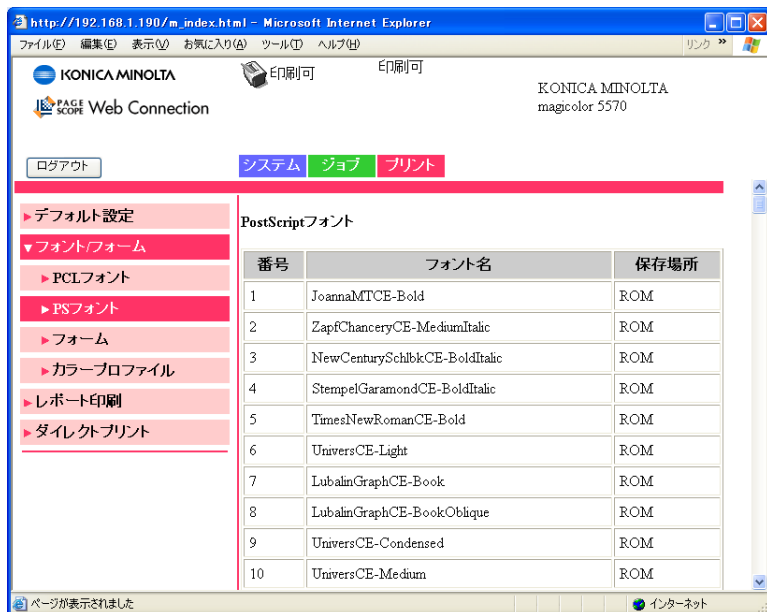 http://192.168.1.190/m_index.html - Microsoft Internet Explorer
ファイル(F) 編集(E) 表示(V) お気に入り(A) ツール(T) ヘルプ(H) リンク »
KONICA MINOLTA 印刷可 印刷可
KONICA MINOLTA
PAGE SCOPE Web Connection magicolor 5570
ログアウト システム ジョブ プリント
デフォルト設定
フォント/フォーム
PCLフォント
PSフォント
フォーム
カラープロファイル
レポート印刷
ダイレクトプリント
PostScriptフォント
番号 フォント名 保存場所
1 JoannaMTCE-Bold ROM
2 ZapfChanceryCE-MediumItalic ROM
3 NewCenturySchlbkCE-BoldItalic ROM
4 StempelGaramondCE-BoldItalic ROM
5 TimesNewRomanCE-Bold ROM
6 UniversCE-Light ROM
7 LubalinGraphCE-Book ROM
8 LubalinGraphCE-BookOblique ROM
9 UniversCE-Condensed ROM
10 UniversCE-Medium ROM
ページが表示されました インターネット